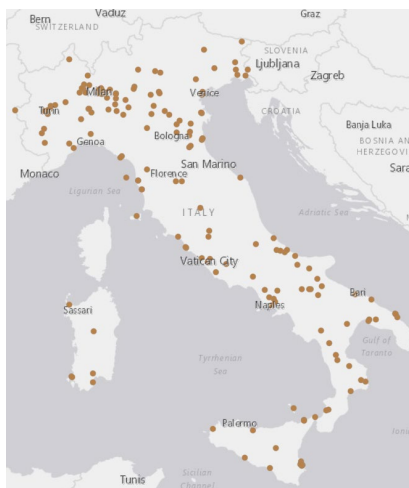 Bern
Vaduz
Graz
SWITZERLAND
SLOVENIA
Ljubljana
Zagreb
Milan
Venice
Turin
CROATIA
Banja Luka
Genoa
Bologna
BOSNIA AN
HERZEGOVI
San Marino
Sara
Monaco
Florence
Ligurian Sea
ITALY
Adriatic Sea
Vatican City
Naples
Bari
Sassari
Gulf of
Taranto
Tyrrhenian
Sea
Palermo
Ioni
Tunis
Sicilian
Channel